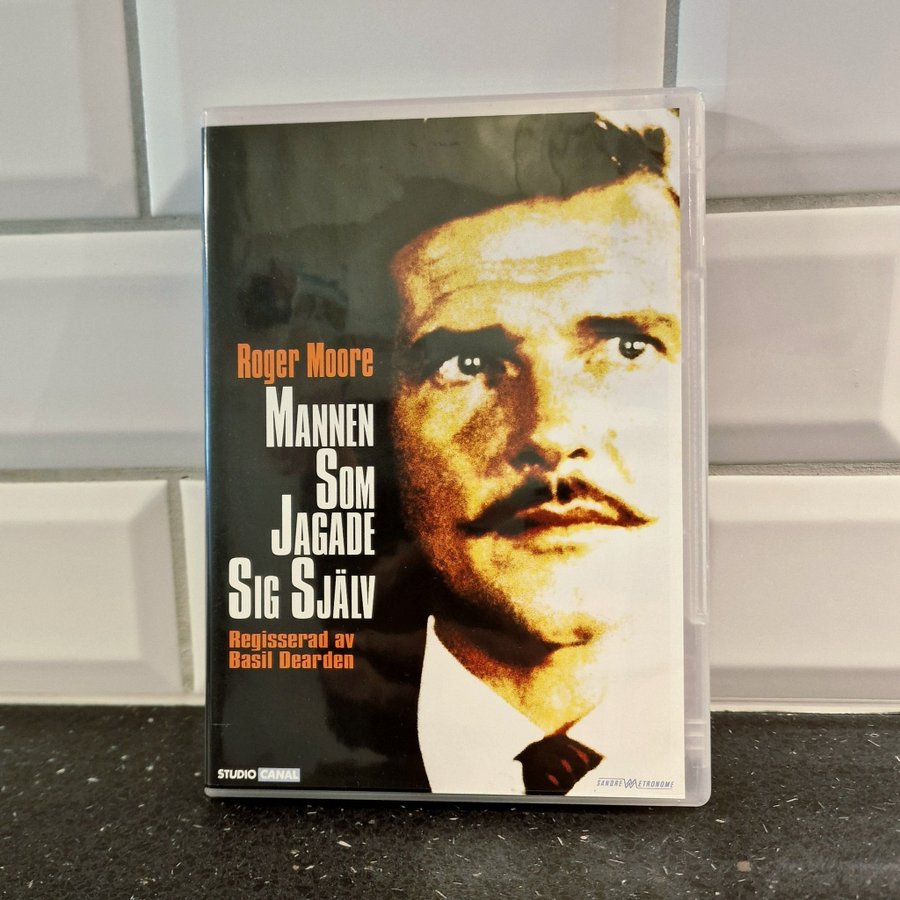 Roger Moore
MANNEN
SOM
JAGADE
SIG SJÄLV
Regisserad av
Basil Dearden
STUDIO CANAL
SANDREW METRONOME